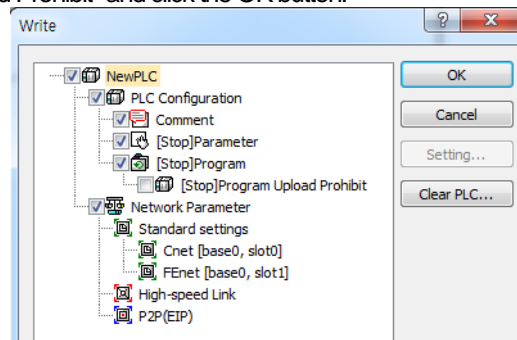 Prohibit" and click the OK button.
Write
NewPLC
OK
PLC Configuration
Comment
Cancel
[Stop]Parameter
Setting...
[Stop]Program
[Stop]Program Upload Prohibit
Clear PLC...
Network Parameter
Standard settings
Cnet [base0, slot0]
FEnet [base0, slot1]
High-speed Link
P2P(EIP)